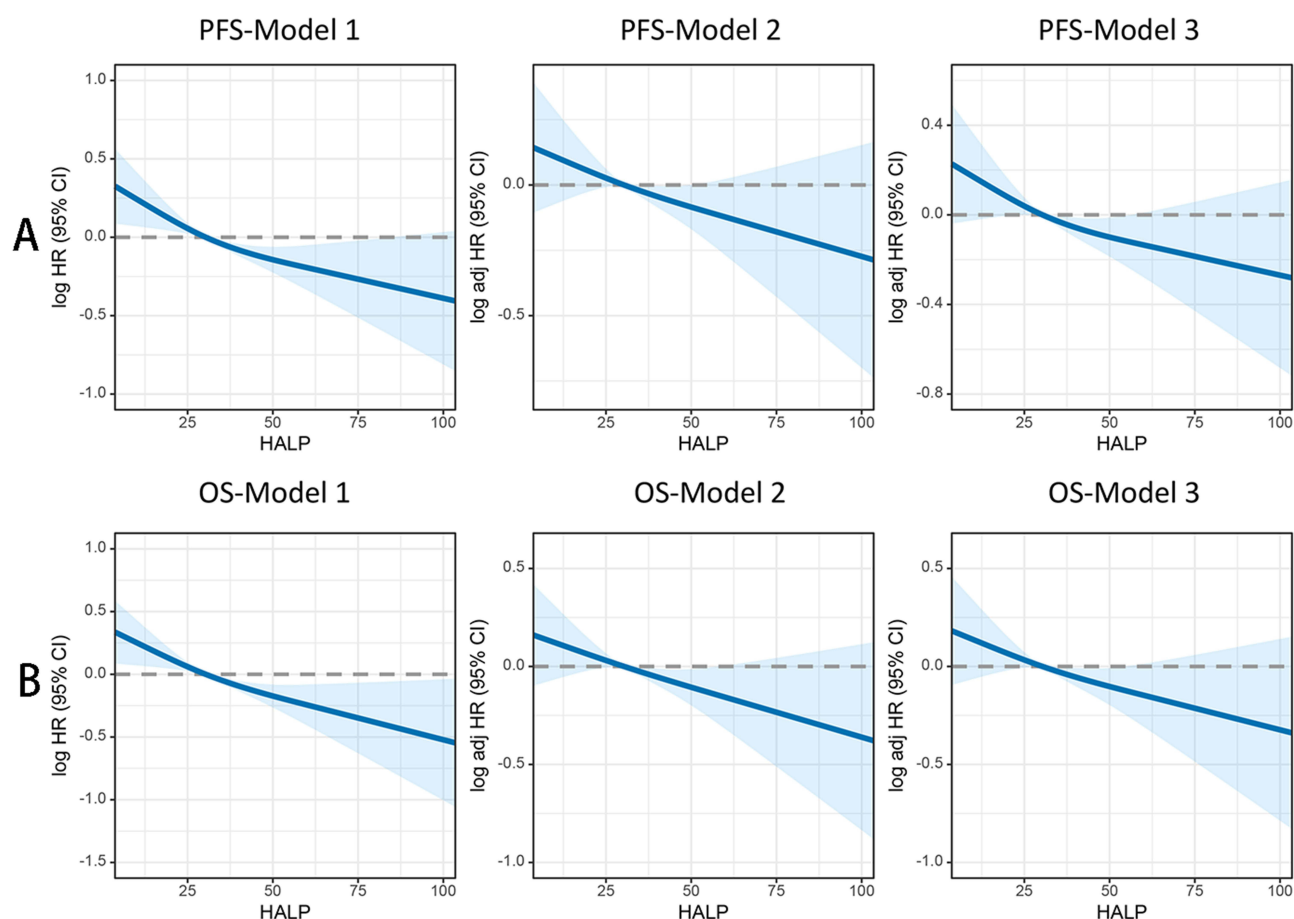 PFS-Model 1
PFS-Model 2
PFS-Model 3
A
log HR (95% CI)
1.0
0.5
0.0
-0.5
-1.0
25 50 75 100
HALP
log adj HR (95% CI)
0.0
-0.5
25 50 75 100
HALP
log adj HR (95% CI)
0.4
0.0
-0.4
-0.8
25 50 75 100
HALP
OS-Model 1
OS-Model 2
OS-Model 3
B
log HR (95% CI)
1.0
0.5
0.0
-0.5
-1.0
-1.5
25 50 75 100
HALP
log adj HR (95% CI)
0.5
0.0
-0.5
-1.0
25 50 75 100
HALP
log adj HR (95% CI)
0.5
0.0
-0.5
-1.0
25 50 75 100
HALP